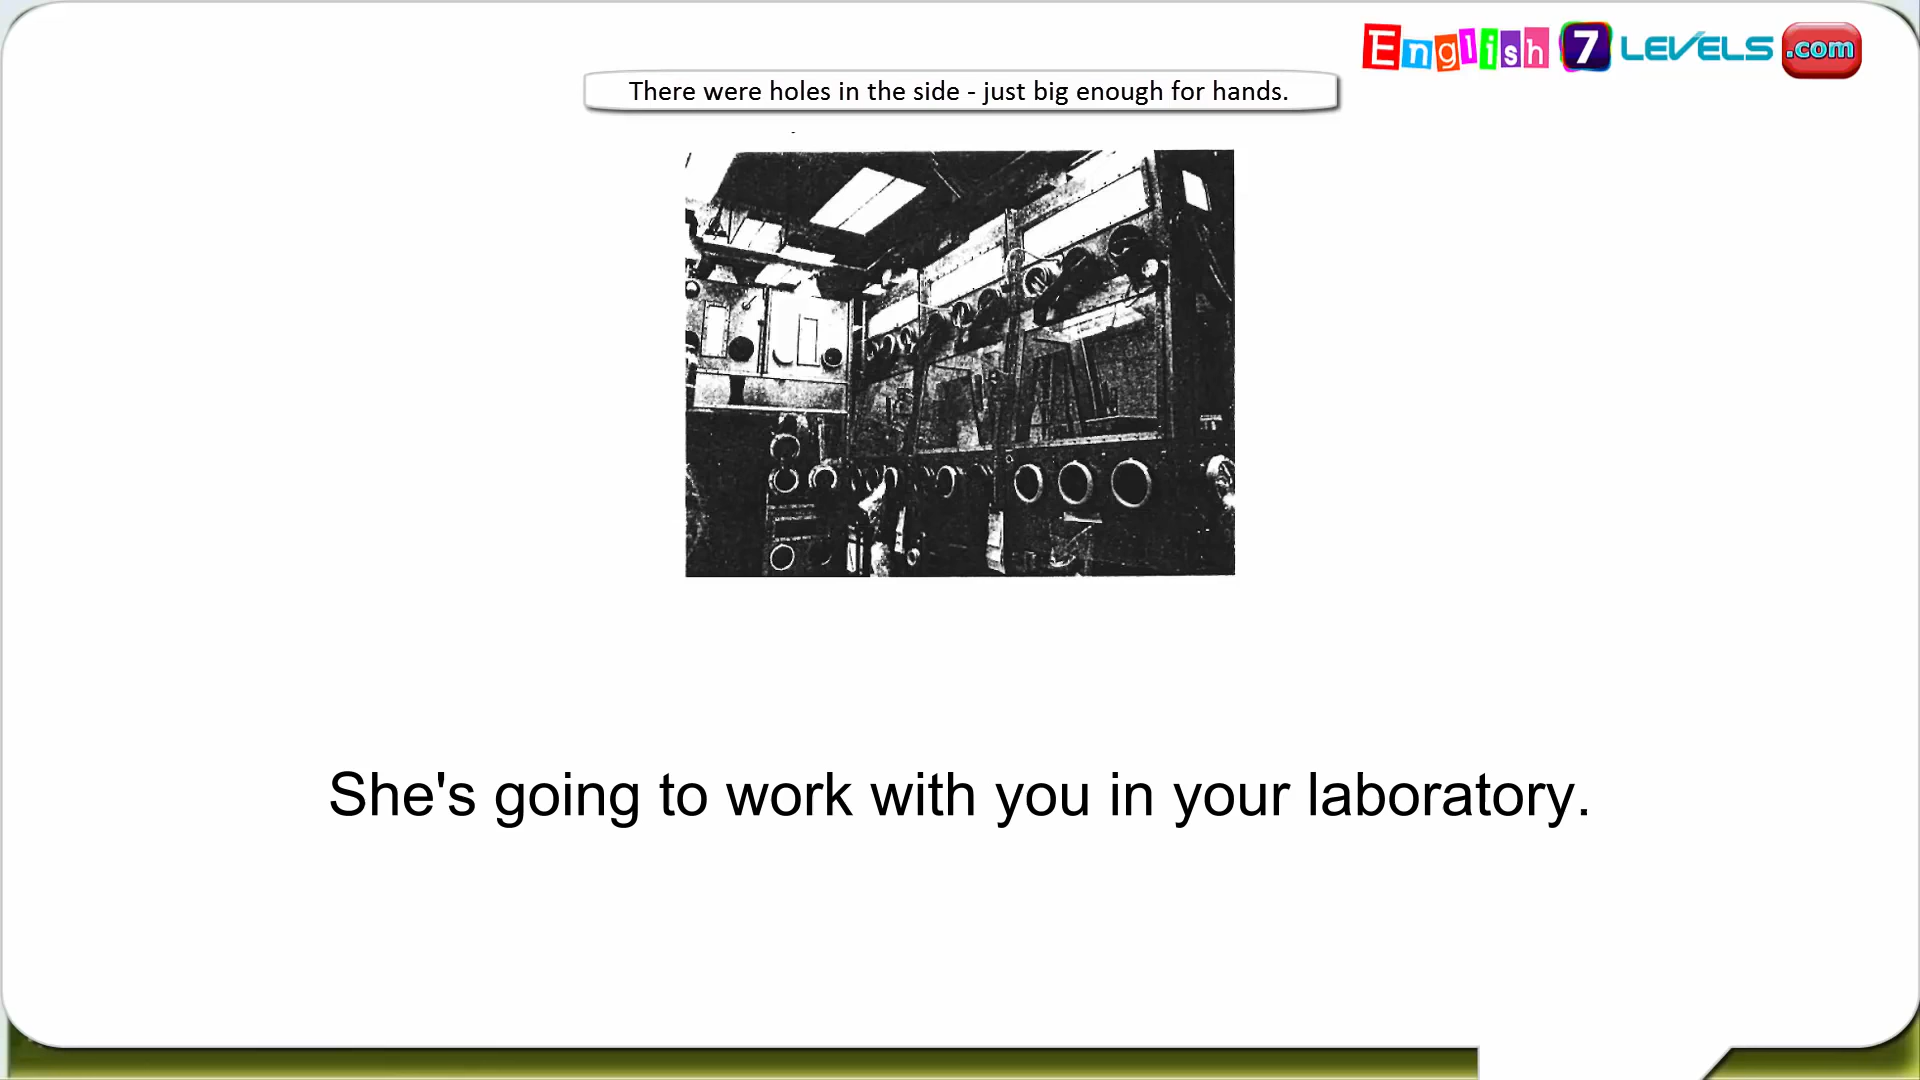 English 7 LEVELS .com
There were holes in the side - just big enough for hands.
She's going to work with you in your laboratory.